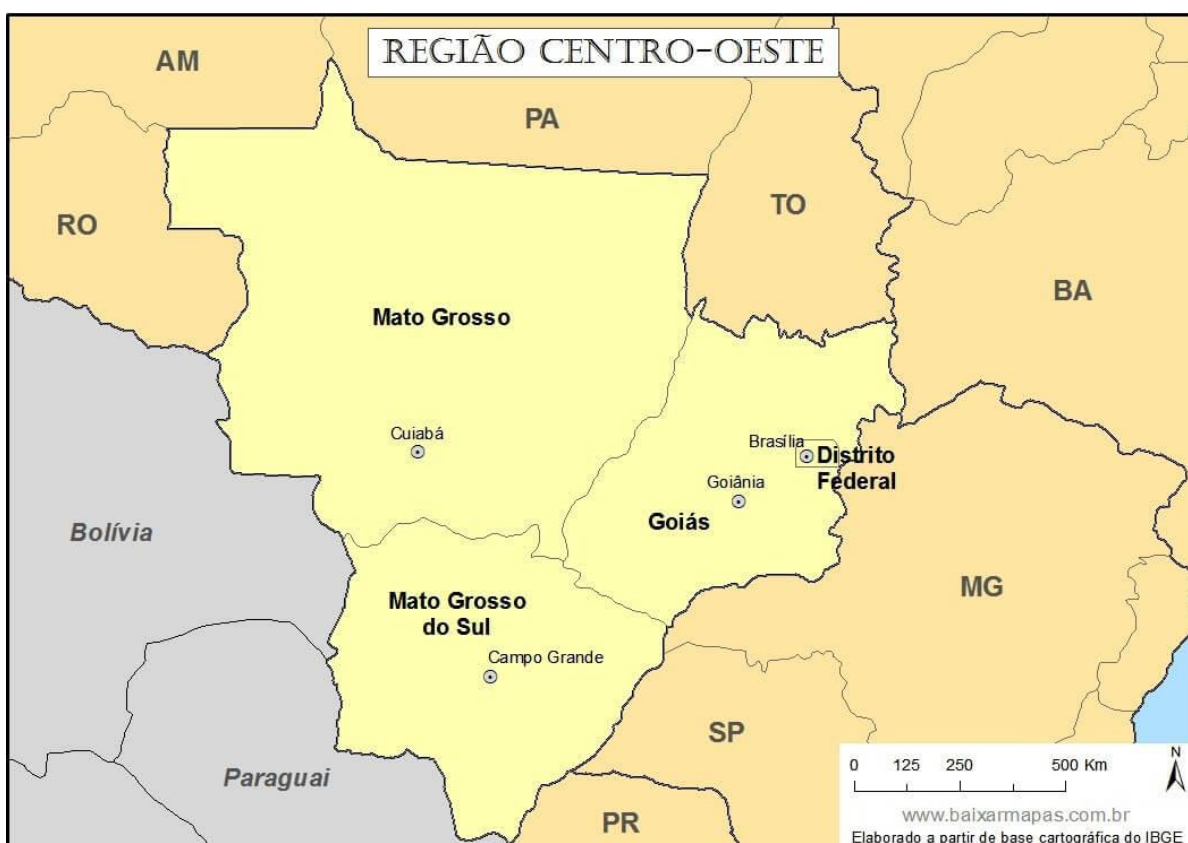 REGIÃO CENTRO-OESTE
AM
PA
RO
TO
BA
Mato Grosso
Cuiabá
Brasília
Distrito
Federal
Goiânia
Goiás
Bolívia
MG
Mato Grosso
do Sul
Campo Grande
SP
Paraguai
PR
N
0 125 250 500 Km
www.baixarmapas.com.br
Elaborado a partir de base cartográfica do IBGE